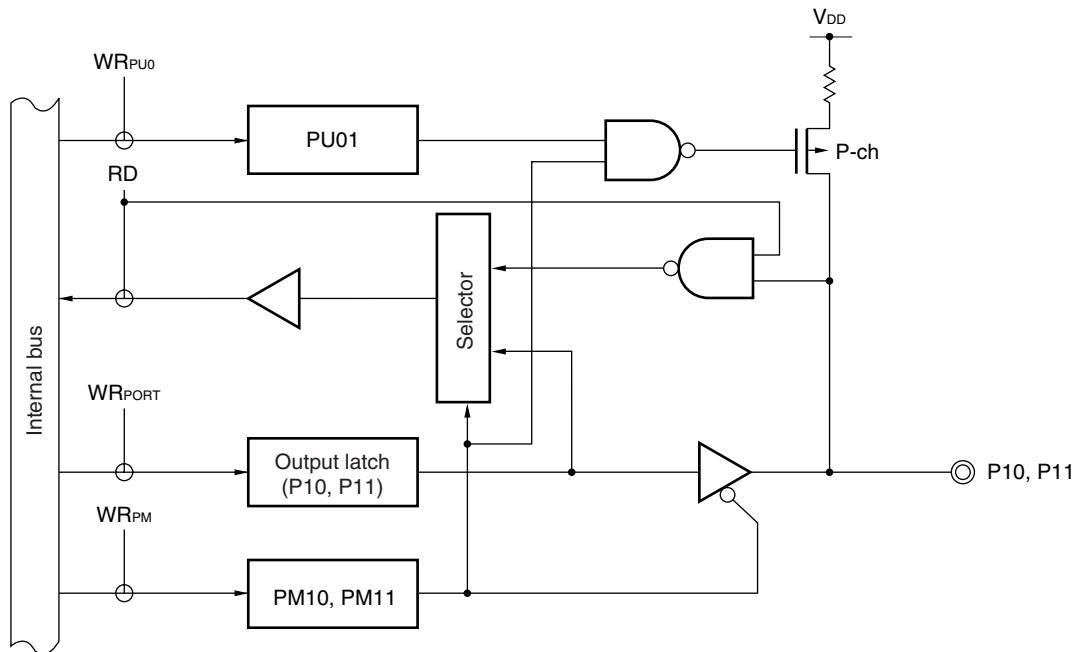 VDD
WRPU0
PU01
P-ch
RD
Selector
Internal bus
WRPORT
Output latch
(P10, P11)
P10, P11
WRPM
PM10, PM11